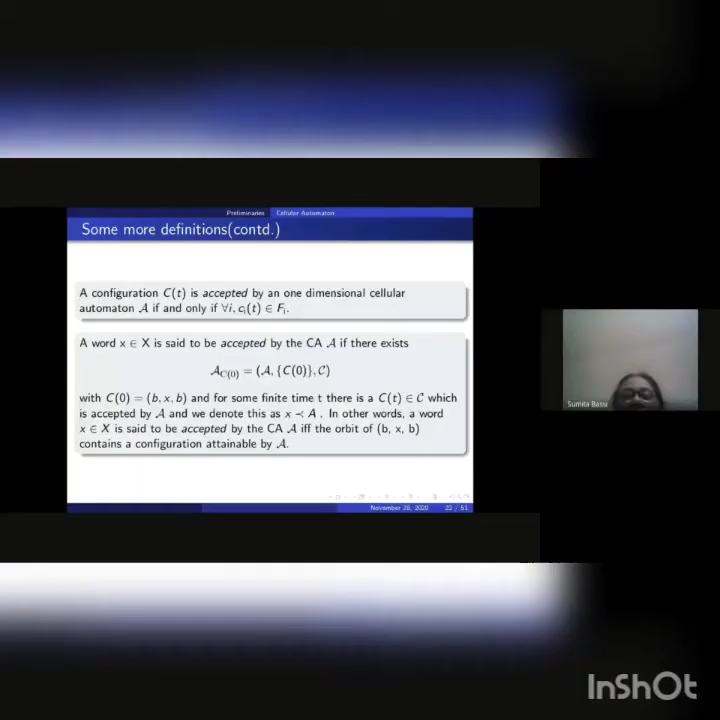 Preliminaries Cellular Automaton
Some more definitions(contd.)
A configuration C(t) is accepted by an one dimensional cellular
automaton 𝒜 if and only if ∀i, cᵢ(t) ∈ Fᵢ.
A word x ∈ X is said to be accepted by the CA 𝒜 if there exists
𝒜_C(0) = (𝒜, {C(0)}, 𝒞)
with C(0) = (b, x, b) and for some finite time t there is a C(t) ∈ 𝒞 which
is accepted by 𝒜 and we denote this as x ≺ A . In other words, a word
x ∈ X is said to be accepted by the CA 𝒜 iff the orbit of (b, x, b)
contains a configuration attainable by 𝒜.
November 26, 2020 22 / 51
Sumita Basu
InShOt